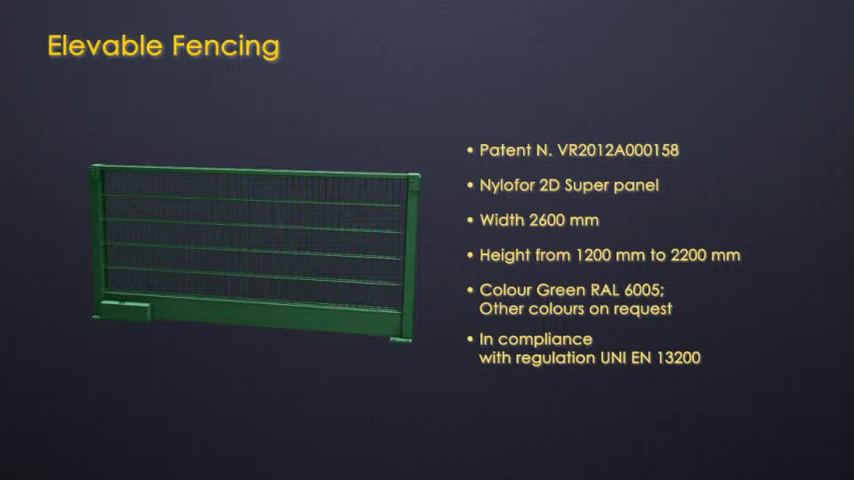 Elevable Fencing
• Patent N. VR2012A000158
• Nylofor 2D Super panel
• Width 2600 mm
• Height from 1200 mm to 2200 mm
• Colour Green RAL 6005;
Other colours on request
• In compliance
with regulation UNI EN 13200